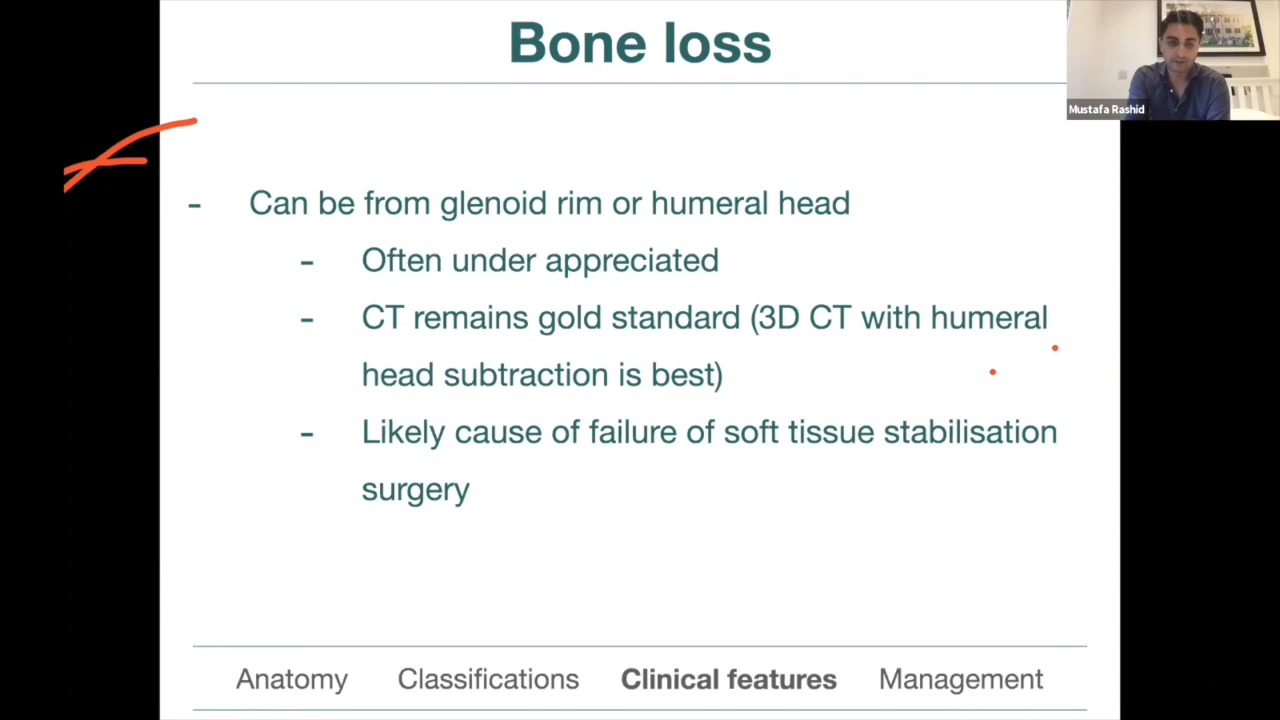 Bone loss
Mustafa Rashid
- Can be from glenoid rim or humeral head
- Often under appreciated
- CT remains gold standard (3D CT with humeral
head subtraction is best)
- Likely cause of failure of soft tissue stabilisation
surgery
Anatomy Classifications Clinical features Management